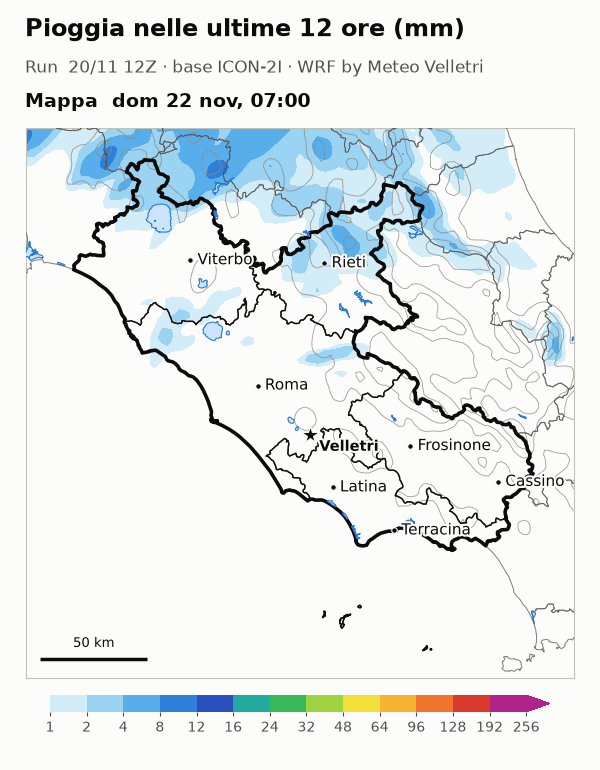 Pioggia nelle ultime 12 ore (mm)
Run  20/11 12Z · base ICON-2I · WRF by Meteo Velletri
Mappa  dom 22 nov, 07:00
Viterbo
Rieti
Roma
Velletri
Frosinone
Latina
Cassino
Terracina
50 km
1 2 4 8 12 16 24 32 48 64 96 128 192 256